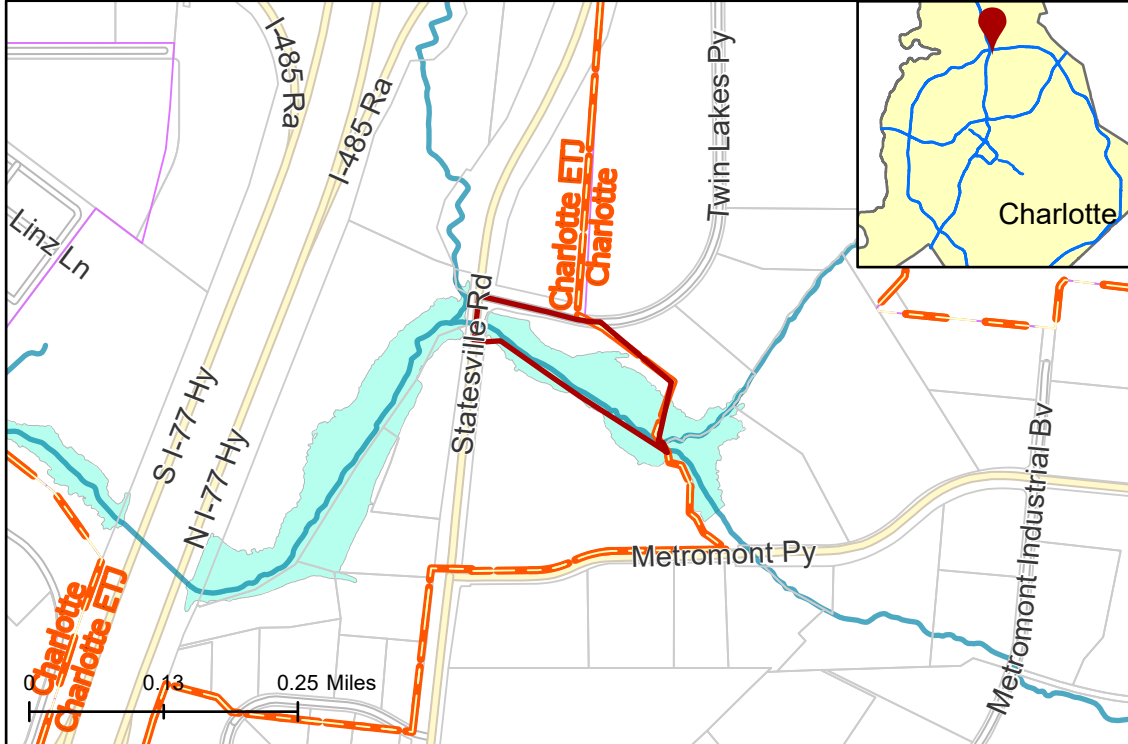 I-485 Ra
I-485 Ra
Twin Lakes Py
Charlotte
Charlotte ETJ
Charlotte
Linz Ln
Statesville Rd
S I-77 Hy
N I-77 Hy
Metromont Py
Metromont Industrial Bv
Charlotte
Charlotte ETJ
0
0.13
0.25 Miles